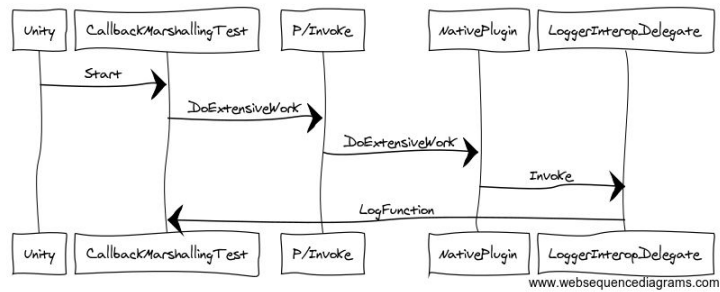 Unity
CallbackMarshallingTest
P/Invoke
NativePlugin
LoggerInteropDelegate
Start
DoExtensiveWork
DoExtensiveWork
Invoke
LogFunction
Unity
CallbackMarshallingTest
P/Invoke
NativePlugin
LoggerInteropDelegate
www.websequencediagrams.com